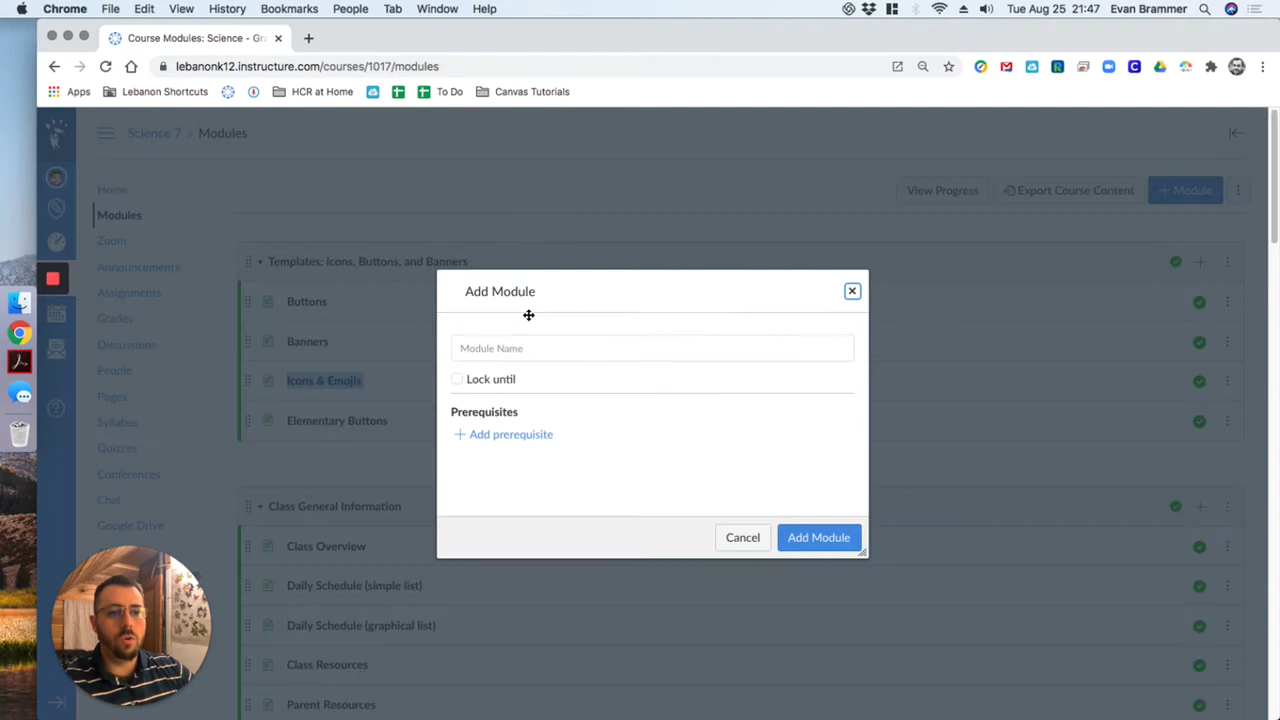 Chrome File Edit View History Bookmarks People Tab Window Help Tue Aug 25 21:47 Evan Brammer
Course Modules: Science - Gra
lebanonk12.instructure.com/courses/1017/modules
Apps Lebanon Shortcuts HCR at Home To Do Canvas Tutorials
Science 7 › Modules
Home
View Progress Export Course Content + Module
Modules
Zoom
Announcements
Assignments
Grades
Discussions
People
Pages
Syllabus
Quizzes
Conferences
Chat
Google Drive
Templates: Icons, Buttons, and Banners
Buttons
Banners
Icons & Emojis
Elementary Buttons
Class General Information
Class Overview
Daily Schedule (simple list)
Daily Schedule (graphical list)
Class Resources
Parent Resources
Add Module
Module Name
Lock until
Prerequisites
+ Add prerequisite
Cancel Add Module